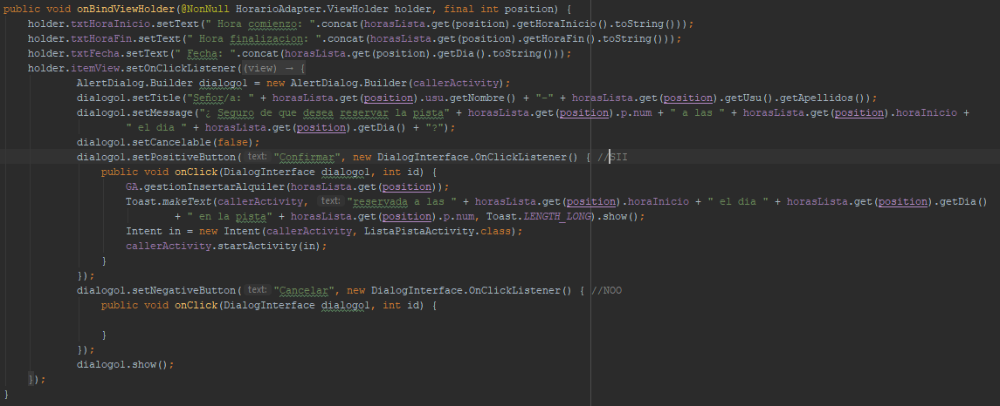 public void onBindViewHolder(@NonNull HorarioAdapter.ViewHolder holder, final int position) {
    holder.txtHoraInicio.setText(" Hora comienzo: ".concat(horasLista.get(position).getHoraInicio().toString()));
    holder.txtHoraFin.setText(" Hora finalizacion: ".concat(horasLista.get(position).getHoraFin().toString()));
    holder.txtFecha.setText(" Fecha: ".concat(horasLista.get(position).getDia().toString()));
    holder.itemView.setOnClickListener((view) → {
            AlertDialog.Builder dialogo1 = new AlertDialog.Builder(callerActivity);
            dialogo1.setTitle("Señor/a: " + horasLista.get(position).usu.getNombre() + "-" + horasLista.get(position).getUsu().getApellidos());
            dialogo1.setMessage("¿ Seguro de que desea reservar la pista" + horasLista.get(position).p.num + " a las " + horasLista.get(position).horaInicio +
                    " el dia " + horasLista.get(position).getDia() + "?");
            dialogo1.setCancelable(false);
            dialogo1.setPositiveButton( text: "Confirmar", new DialogInterface.OnClickListener() { //SII
                public void onClick(DialogInterface dialogo1, int id) {
                    GA.gestionInsertarAlquiler(horasLista.get(position));
                    Toast.makeText(callerActivity, text: "reservada a las " + horasLista.get(position).horaInicio + " el dia " + horasLista.get(position).getDia()
                            + " en la pista" + horasLista.get(position).p.num, Toast.LENGTH_LONG).show();
                    Intent in = new Intent(callerActivity, ListaPistaActivity.class);
                    callerActivity.startActivity(in);
                }
            });
            dialogo1.setNegativeButton( text: "Cancelar", new DialogInterface.OnClickListener() { //NOO
                public void onClick(DialogInterface dialogo1, int id) {

                }
            });
            dialogo1.show();
    });
}